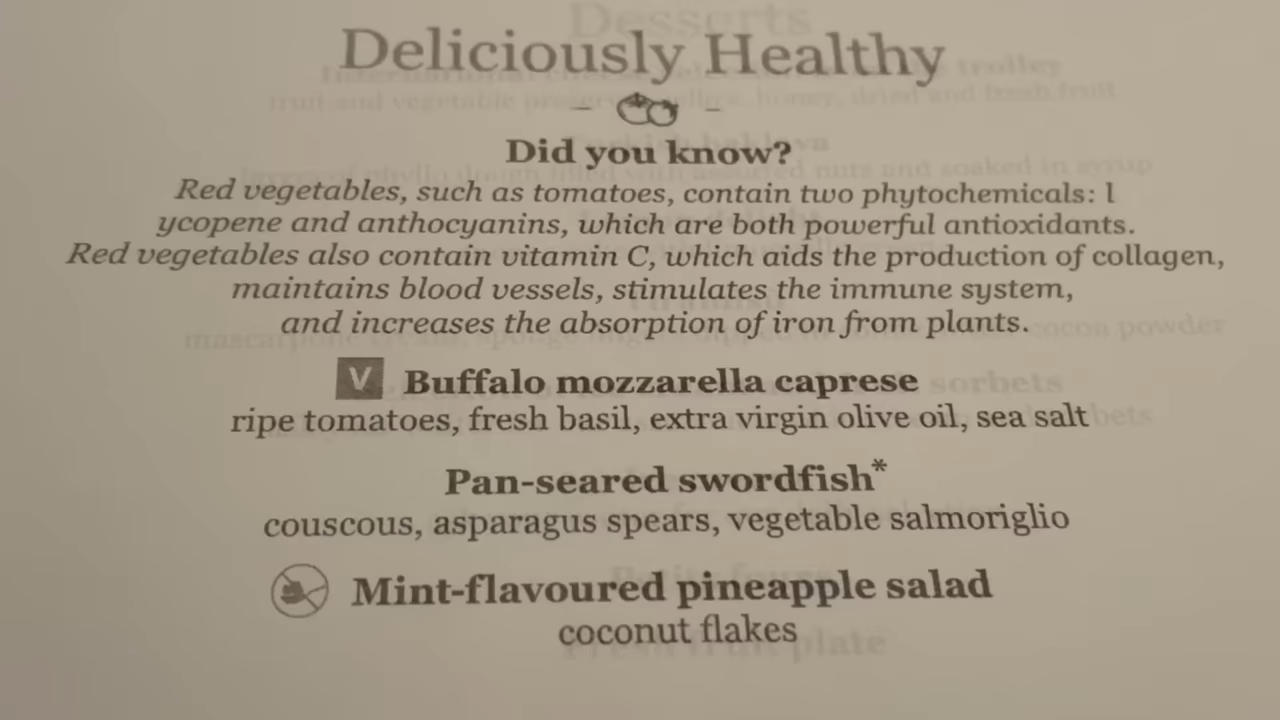 Deliciously Healthy
Did you know?
Red vegetables, such as tomatoes, contain two phytochemicals: l
ycopene and anthocyanins, which are both powerful antioxidants.
Red vegetables also contain vitamin C, which aids the production of collagen,
maintains blood vessels, stimulates the immune system,
and increases the absorption of iron from plants.
V Buffalo mozzarella caprese
ripe tomatoes, fresh basil, extra virgin olive oil, sea salt
Pan-seared swordfish*
couscous, asparagus spears, vegetable salmoriglio
Mint-flavoured pineapple salad
coconut flakes